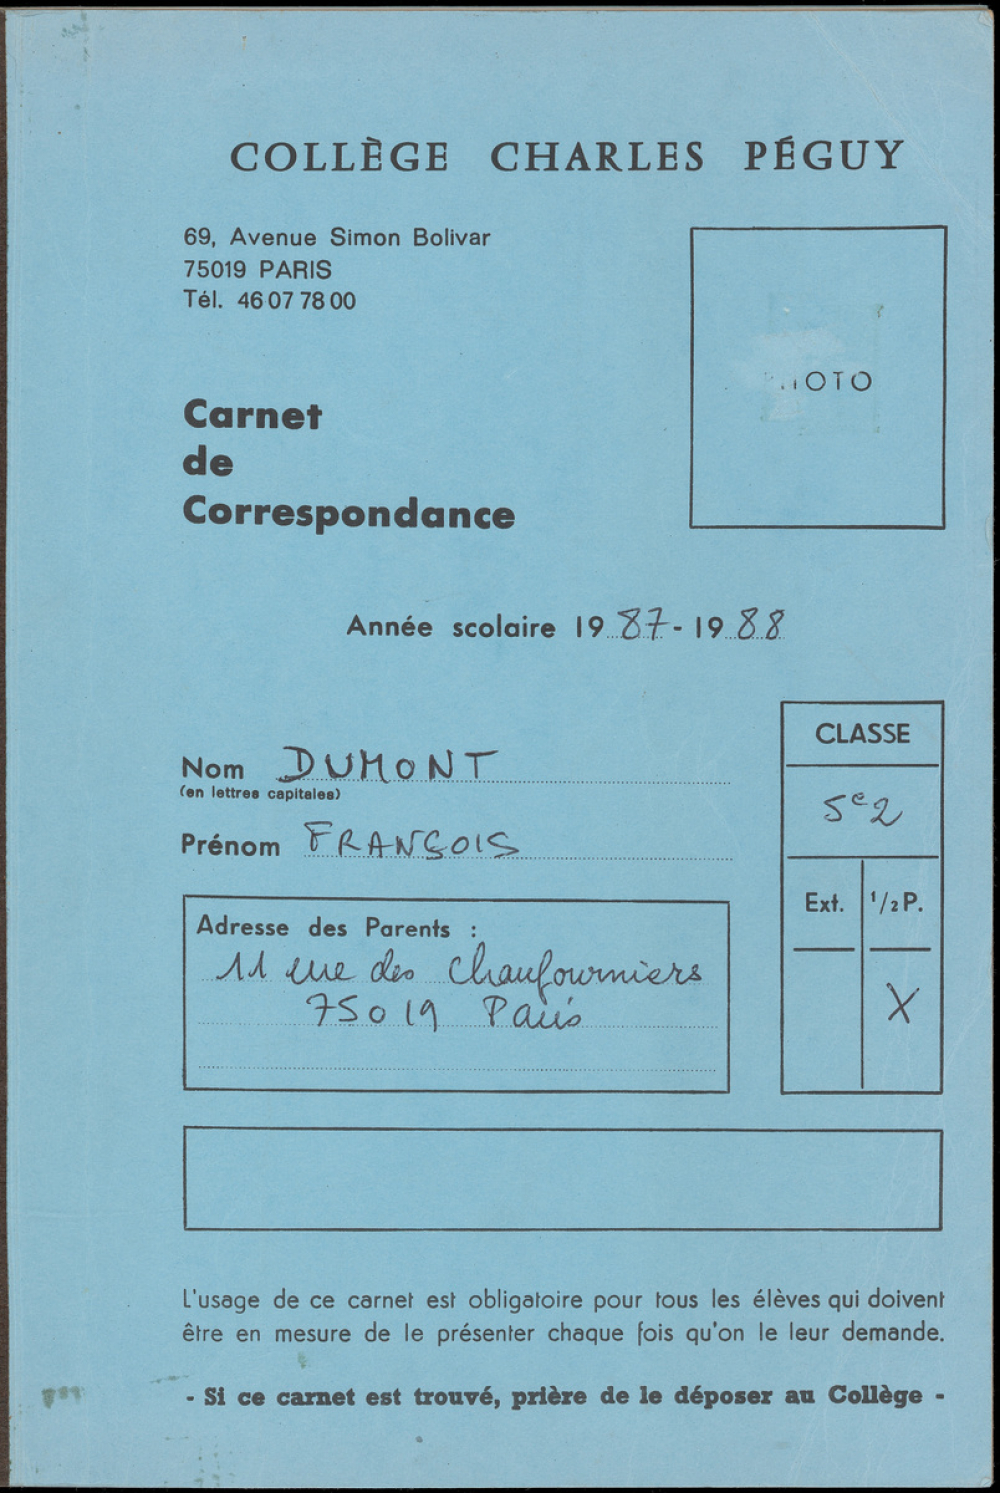 COLLÈGE CHARLES PÉGUY
69, Avenue Simon Bolivar
75019 PARIS
Tél. 46 07 78 00
PHOTO
Carnet
de
Correspondance
Année scolaire 1987-1988
CLASSE
5e2
Nom DUMONT
(en lettres capitales)
Prénom FRANÇOIS
Ext. 1/2 P.
X
Adresse des Parents :
11 rue des Chaufourniers
75019 Paris
L'usage de ce carnet est obligatoire pour tous les élèves qui doivent
être en mesure de le présenter chaque fois qu'on le leur demande.
- Si ce carnet est trouvé, prière de le déposer au Collège -